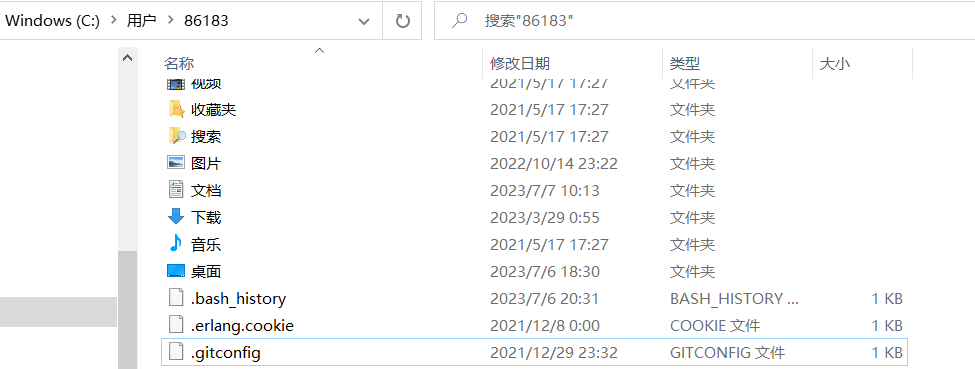 Windows (C:) 用户 86183 搜索"86183"
名称 修改日期 类型 大小
视频 2021/5/17 17:27 文件夹
收藏夹 2021/5/17 17:27 文件夹
搜索 2021/5/17 17:27 文件夹
图片 2022/10/14 23:22 文件夹
文档 2023/7/7 10:13 文件夹
下载 2023/3/29 0:55 文件夹
音乐 2021/5/17 17:27 文件夹
桌面 2023/7/6 18:30 文件夹
.bash_history 2023/7/6 20:31 BASH_HISTORY ... 1 KB
.erlang.cookie 2021/12/8 0:00 COOKIE 文件 1 KB
.gitconfig 2021/12/29 23:32 GITCONFIG 文件 1 KB